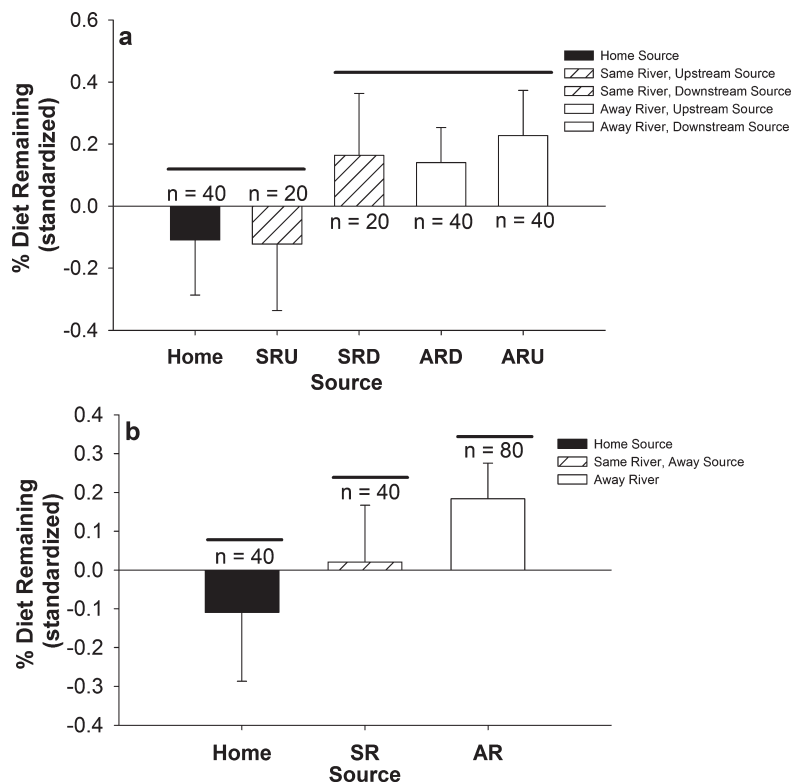 a
0.6
0.4
0.2
0.0
-0.2
-0.4
% Diet Remaining
(standardized)
Home Source
Same River, Upstream Source
Same River, Downstream Source
Away River, Upstream Source
Away River, Downstream Source
n = 40 n = 20
n = 20 n = 40 n = 40
Home SRU SRD ARD ARU
Source
b
0.4
0.3
0.2
0.1
0.0
-0.1
-0.2
-0.3
-0.4
% Diet Remaining
(standardized)
Home Source
Same River, Away Source
Away River
n = 80
n = 40
n = 40
Home SR AR
Source